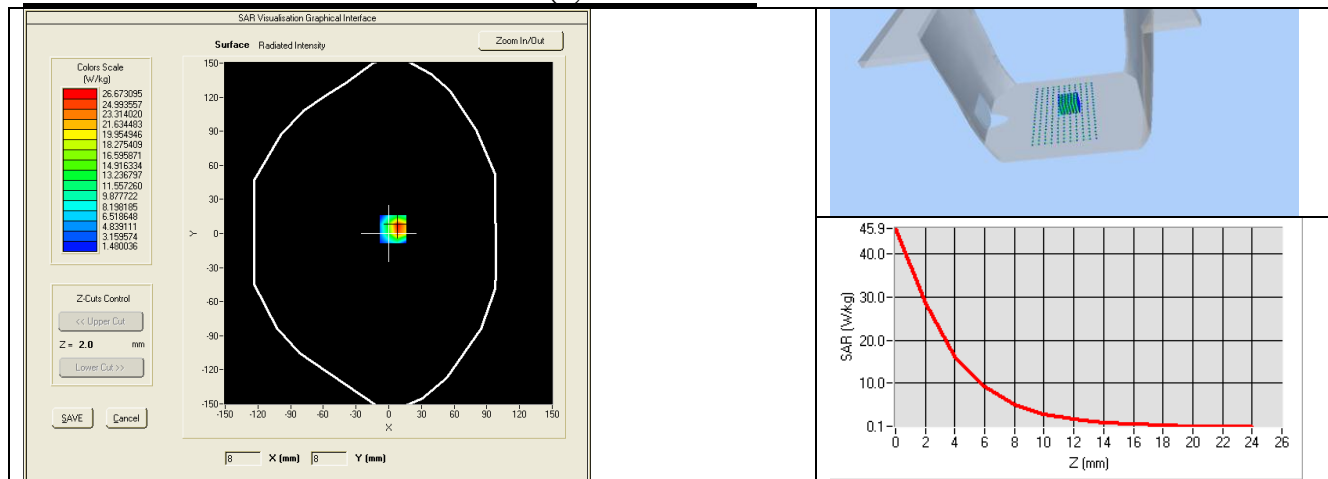 SAR Visualisation Graphical Interface
Surface Radiated Intensity
Zoom In/Out
Colors Scale
(W/kg)
26.673095
24.993557
23.314020
21.634483
19.954946
18.275409
16.595871
14.916334
13.236797
11.557260
9.877722
8.198185
6.518648
4.839111
3.159574
1.480036
Z-Cuts Control
<< Upper Cut
Z = 2.0 mm
Lower Cut >>
SAVE Cancel
150
120
90
60
30
0
-30
-60
-90
-120
-150
Y
-150 -120 -90 -60 -30 0 30 60 90 120 150
X
8 X (mm) 8 Y (mm)
45.9
40.0
30.0
20.0
10.0
0.1
SAR (W/kg)
0 2 4 6 8 10 12 14 16 18 20 22 24 26
Z (mm)